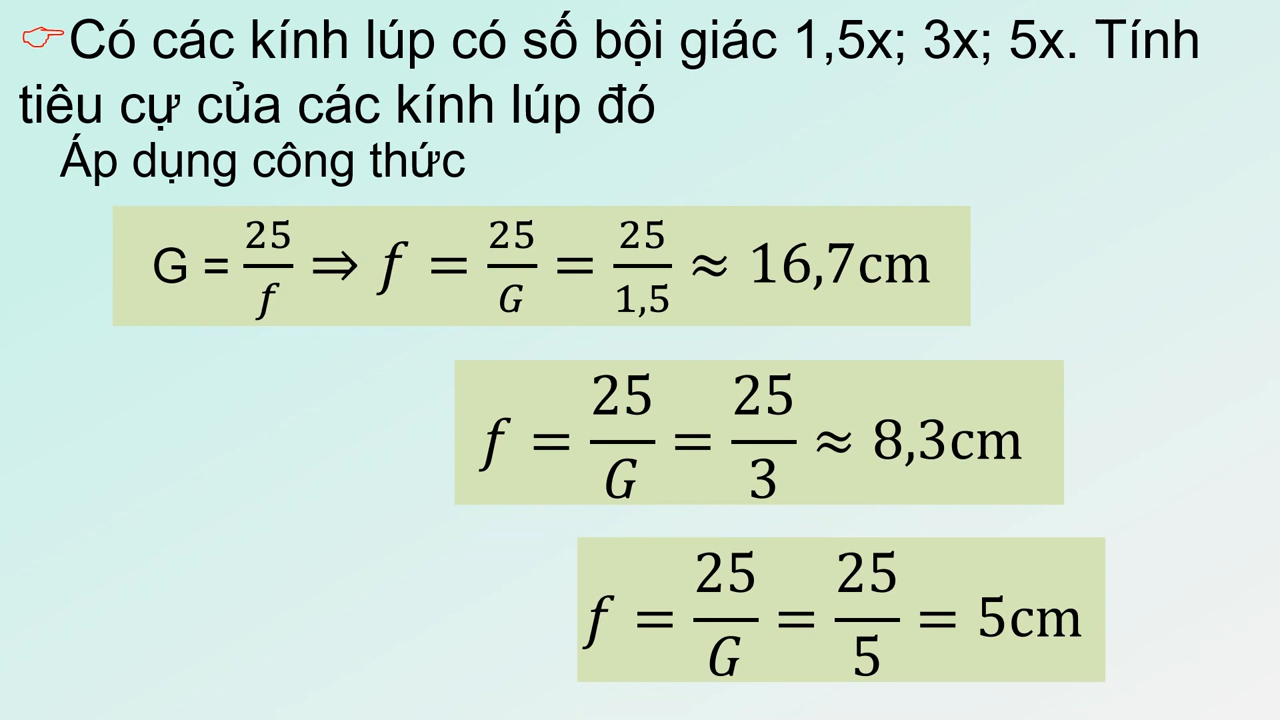 ☞Có các kính lúp có số bội giác 1,5x; 3x; 5x. Tính
tiêu cự của các kính lúp đó
Áp dụng công thức
G = 25/f ⇒ f = 25/G = 25/1,5 ≈ 16,7cm
f = 25/G = 25/3 ≈ 8,3cm
f = 25/G = 25/5 = 5cm